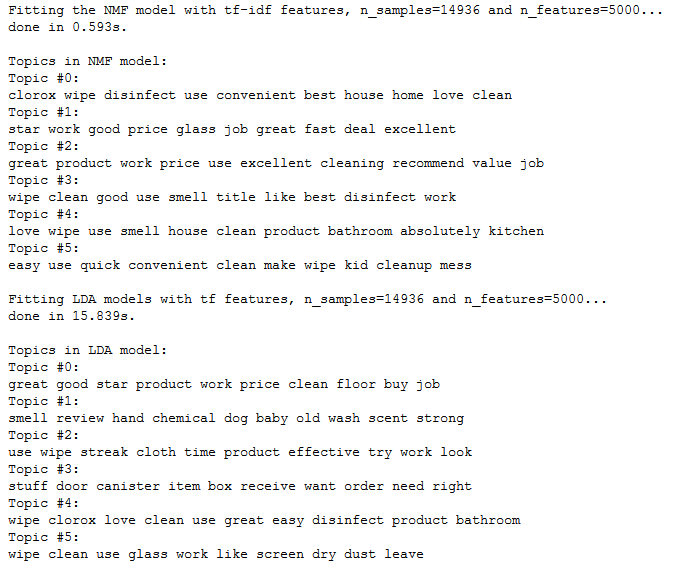 Fitting the NMF model with tf-idf features, n_samples=14936 and n_features=5000...
done in 0.593s.
Topics in NMF model:
Topic #0:
clorox wipe disinfect use convenient best house home love clean
Topic #1:
star work good price glass job great fast deal excellent
Topic #2:
great product work price use excellent cleaning recommend value job
Topic #3:
wipe clean good use smell title like best disinfect work
Topic #4:
love wipe use smell house clean product bathroom absolutely kitchen
Topic #5:
easy use quick convenient clean make wipe kid cleanup mess
Fitting LDA models with tf features, n_samples=14936 and n_features=5000...
done in 15.839s.
Topics in LDA model:
Topic #0:
great good star product work price clean floor buy job
Topic #1:
smell review hand chemical dog baby old wash scent strong
Topic #2:
use wipe streak cloth time product effective try work look
Topic #3:
stuff door canister item box receive want order need right
Topic #4:
wipe clorox love clean use great easy disinfect product bathroom
Topic #5:
wipe clean use glass work like screen dry dust leave